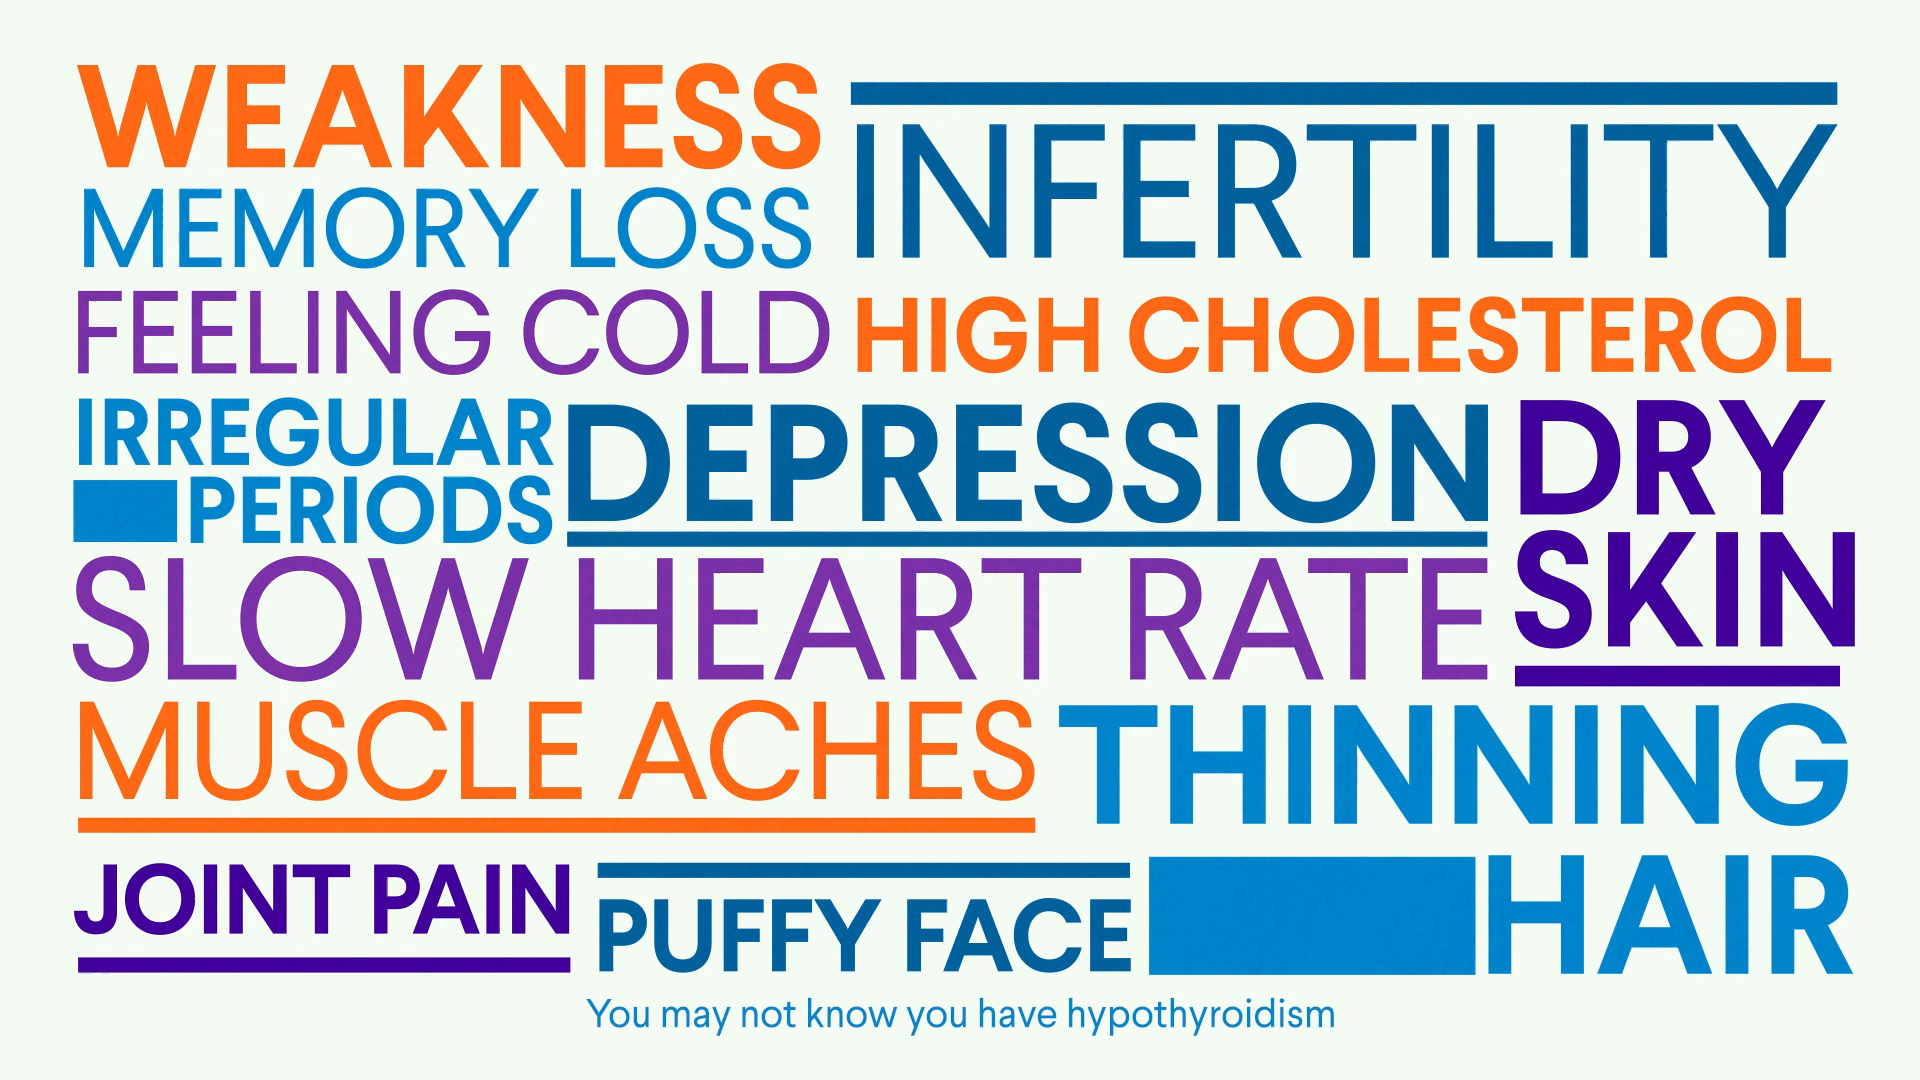 WEAKNESS
INFERTILITY
MEMORY LOSS
FEELING COLD
HIGH CHOLESTEROL
IRREGULAR
PERIODS
DEPRESSION
DRY
SKIN
SLOW HEART RATE
MUSCLE ACHES
THINNING
HAIR
JOINT PAIN
PUFFY FACE
You may not know you have hypothyroidism